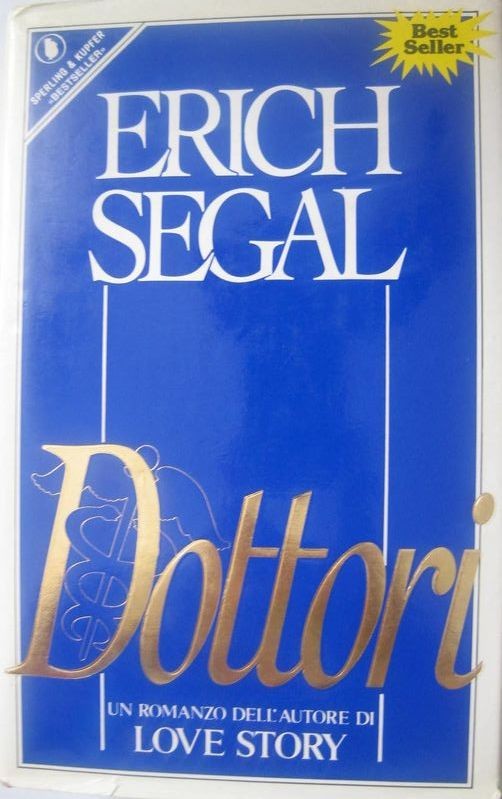 SPERLING & KUPFER
«BESTSELLER»
Best
Seller
ERICH
SEGAL
Dottori
UN ROMANZO DELL'AUTORE DI
LOVE STORY